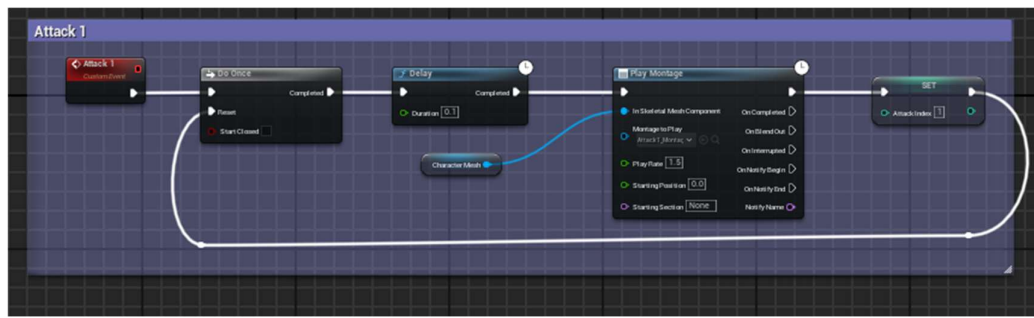 Attack 1
Attack 1
Custom Event
Do Once
Completed
Reset
Start Closed
Delay
Completed
Duration 0.1
Character Mesh
Play Montage
In Skeletal Mesh Component
On Completed
Montage to Play
On Blend Out
Attack1_Montag
On Interrupted
Play Rate 1.5
On Notify Begin
Starting Position 0.0
On Notify End
Starting Section None
Notify Name
SET
Attack Index 1